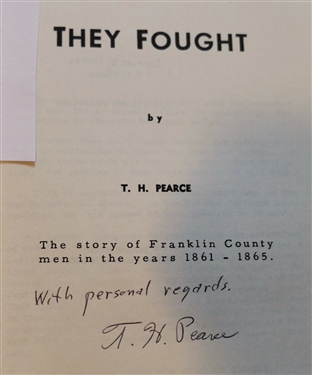 THEY FOUGHT
by
T. H. PEARCE
The story of Franklin County
men in the years 1861 - 1865.
With personal regards.
T. H. Pearce